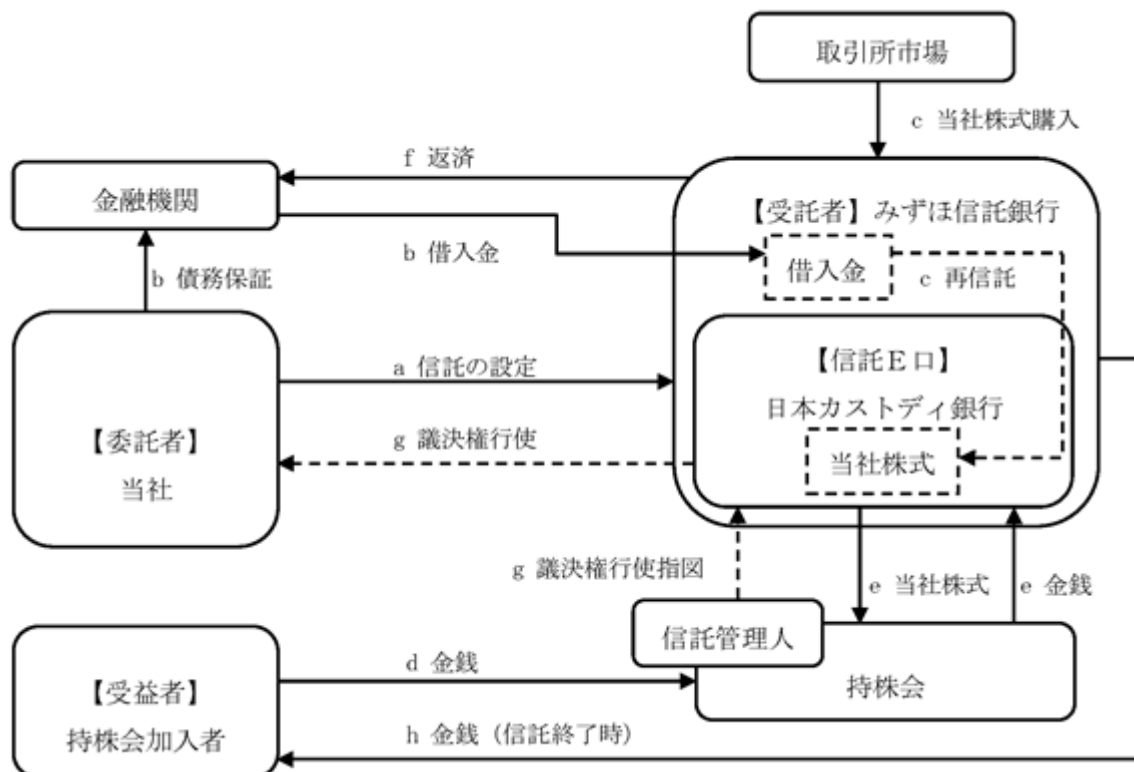 取引所市場
c 当社株式購入
f 返済
金融機関
【受託者】みずほ信託銀行
b 借入金
借入金
c 再信託
b 債務保証
【信託E口】
日本カストディ銀行
a 信託の設定
【委託者】
当社
g 議決権行使
当社株式
g 議決権行使指図
e 当社株式
e 金銭
信託管理人
持株会
d 金銭
【受益者】
持株会加入者
h 金銭（信託終了時）